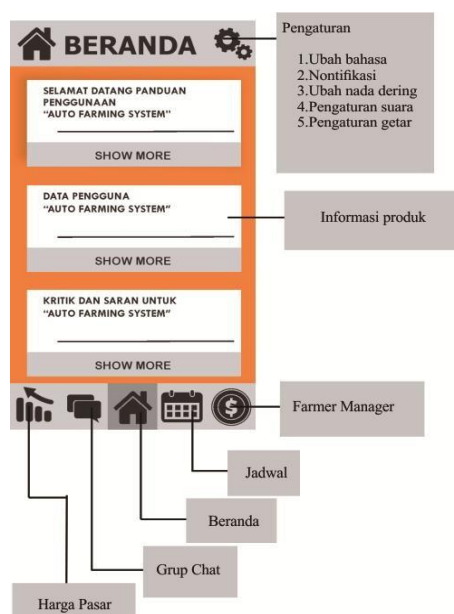 BERANDA
Pengaturan
1.Ubah bahasa
2.Nontifikasi
3.Ubah nada dering
4.Pengaturan suara
5.Pengaturan getar
SELAMAT DATANG PANDUAN
PENGGUNAAN
“AUTO FARMING SYSTEM”
SHOW MORE
DATA PENGGUNA
“AUTO FARMING SYSTEM”
SHOW MORE
Informasi produk
KRITIK DAN SARAN UNTUK
“AUTO FARMING SYSTEM”
SHOW MORE
$
Farmer Manager
Jadwal
Beranda
Grup Chat
Harga Pasar